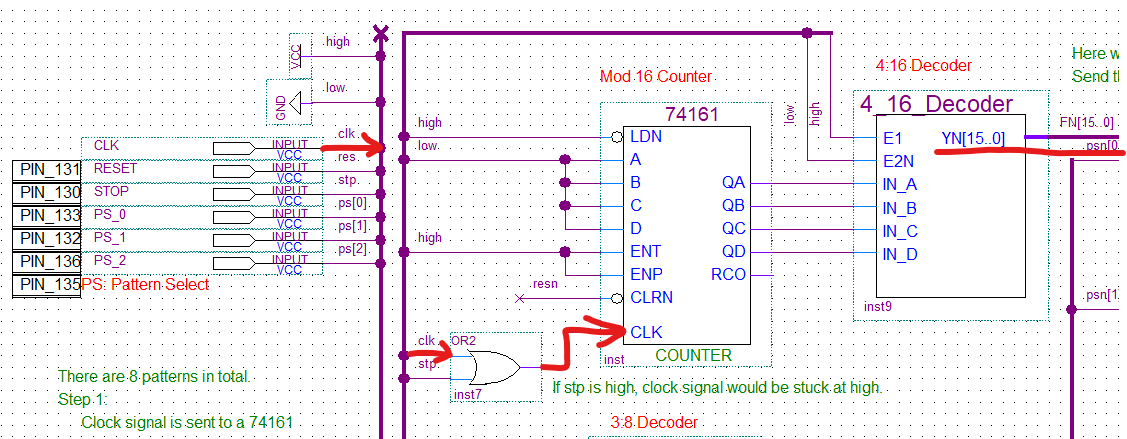 VCC
high
GND
low
CLK
INPUT
VCC
clk
PIN_131
RESET
INPUT
VCC
res
PIN_130
STOP
INPUT
VCC
stp
PIN_133
PS_0
INPUT
VCC
ps[0]
PIN_132
PS_1
INPUT
VCC
ps[1]
PIN_136
PS_2
INPUT
VCC
ps[2]
PIN_135
PS: Pattern Select
There are 8 patterns in total.
Step 1:
Clock signal is sent to a 74161
Mod 16 Counter
74161
high
LDN
low
A
B
C
D
high
ENT
ENP
resn
CLRN
CLK
QA
QB
QC
QD
RCO
inst
COUNTER
clk
stp
OR2
inst7
If stp is high, clock signal would be stuck at high.
3:8 Decoder
low
high
4:16 Decoder
4_16_Decoder
E1
E2N
IN_A
IN_B
IN_C
IN_D
YN[15..0]
inst9
Here w
Send th
FN[15..0]
psn[0
psn[1